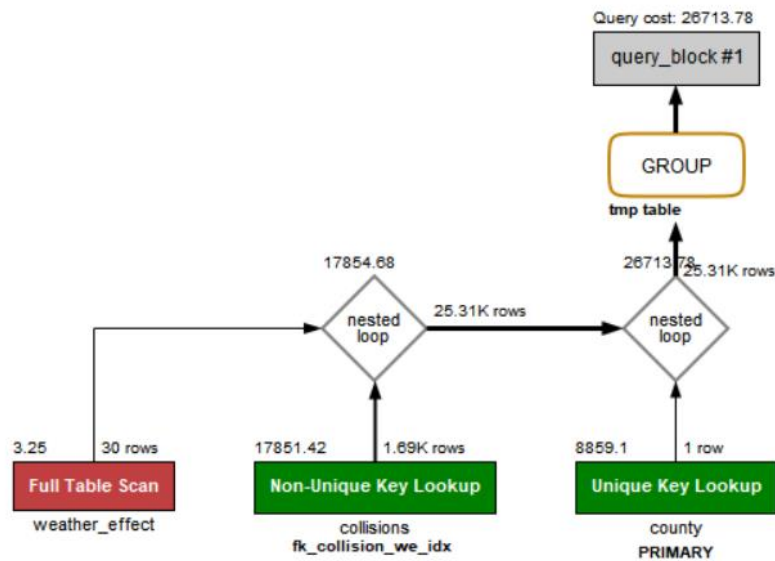 Query cost: 26713.78
query_block #1
GROUP
tmp table
17854.68
26713.78
25.31K rows
nested
loop
25.31K rows
nested
loop
3.25
30 rows
17851.42
1.69K rows
8859.1
1 row
Full Table Scan
Non-Unique Key Lookup
Unique Key Lookup
weather_effect
collisions
county
fk_collision_we_idx
PRIMARY